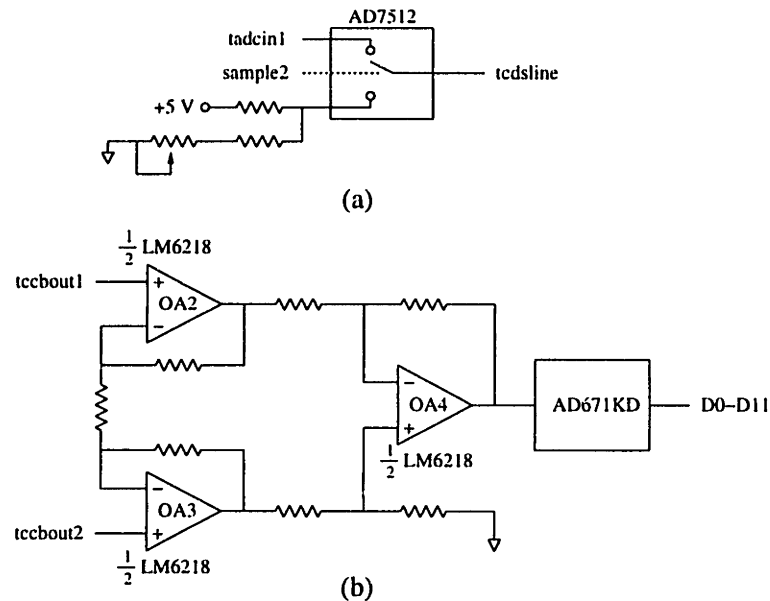 AD7512
tadcin1
sample2
tcdsline
+5 V
(a)
1/2 LM6218
tccbout1
+
OA2
−
−
OA4
+
AD671KD
D0–D11
1/2 LM6218
−
OA3
+
tccbout2
1/2 LM6218
(b)